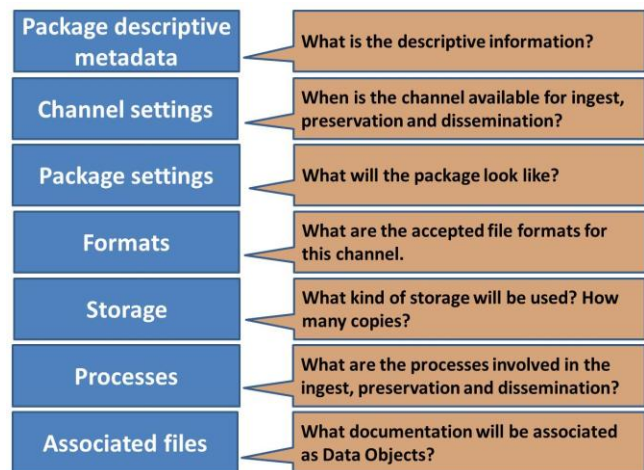 Package descriptive
metadata
What is the descriptive information?
Channel settings
When is the channel available for ingest,
preservation and dissemination?
Package settings
What will the package look like?
Formats
What are the accepted file formats for
this channel.
Storage
What kind of storage will be used? How
many copies?
Processes
What are the processes involved in the
ingest, preservation and dissemination?
Associated files
What documentation will be associated
as Data Objects?